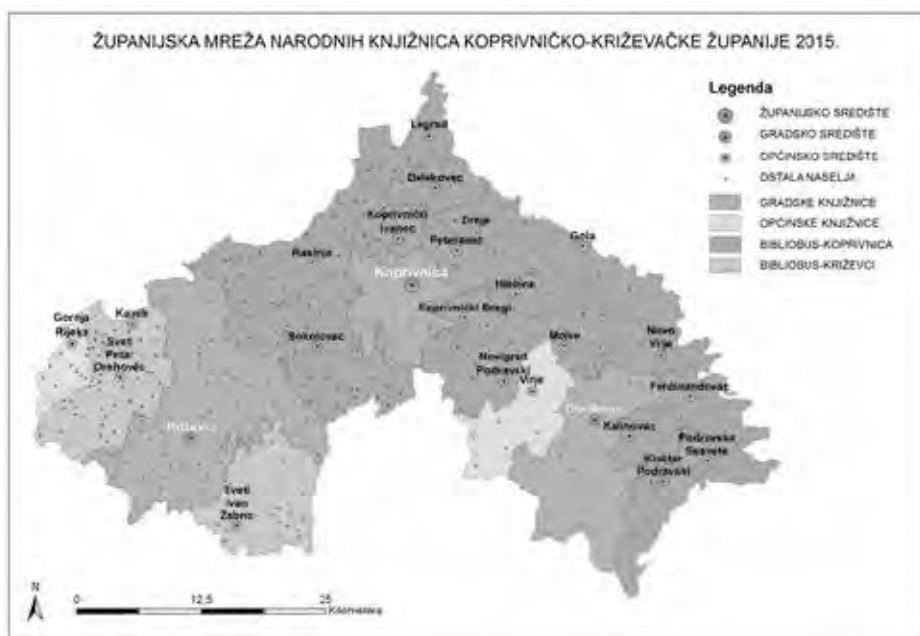 ŽUPANIJSKA MREŽA NARODNIH KNJIŽNICA KOPRIVNIČKO-KRIŽEVAČKE ŽUPANIJE 2015.
Legenda
ŽUPANIJSKO SREDIŠTE
GRADSKO SREDIŠTE
OPĆINSKO SREDIŠTE
OSTALA NASELJA
GRADSKE KNJIŽNICE
OPĆINSKE KNJIŽNICE
BIBLIOBUS-KOPRIVNICA
BIBLIOBUS-KRIŽEVCI
Legrad
Đelekovec
Koprivnički
Ivanec
Drnje
Peteranec
Gola
Rasinja
Koprivnica
Hlebine
Koprivnički Bregi
Gornja
Rijeka
Kalnik
Sveti
Petar
Orehovec
Sokolovac
Molve
Novo
Virje
Novigrad
Podravski
Virje
Ferdinandovac
Đurđevac
Kalinovac
Križevci
Podravske
Sesvete
Kloštar
Podravski
Sveti
Ivan
Žabno
N
0 12,5 25
Kilometara